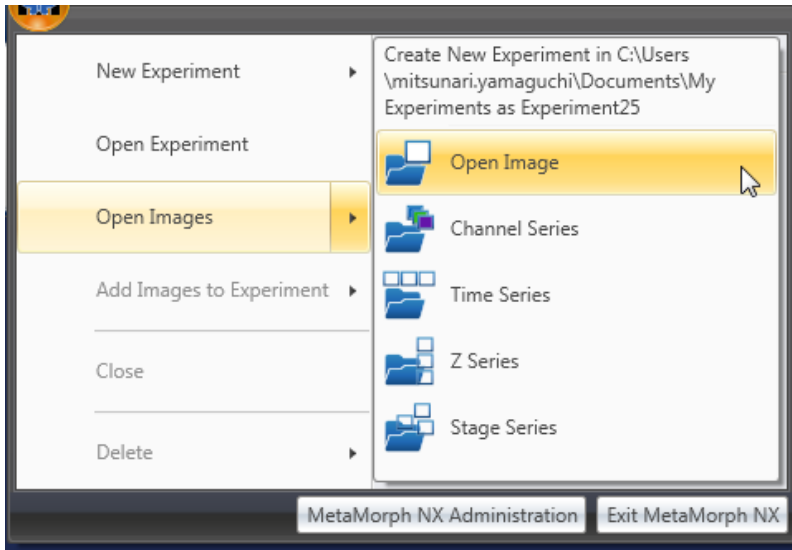 New Experiment
Open Experiment
Open Images
Add Images to Experiment
Close
Delete
Create New Experiment in C:\Users
\mitsunari.yamaguchi\Documents\My
Experiments as Experiment25
Open Image
Channel Series
Time Series
Z Series
Stage Series
MetaMorph NX Administration
Exit MetaMorph NX